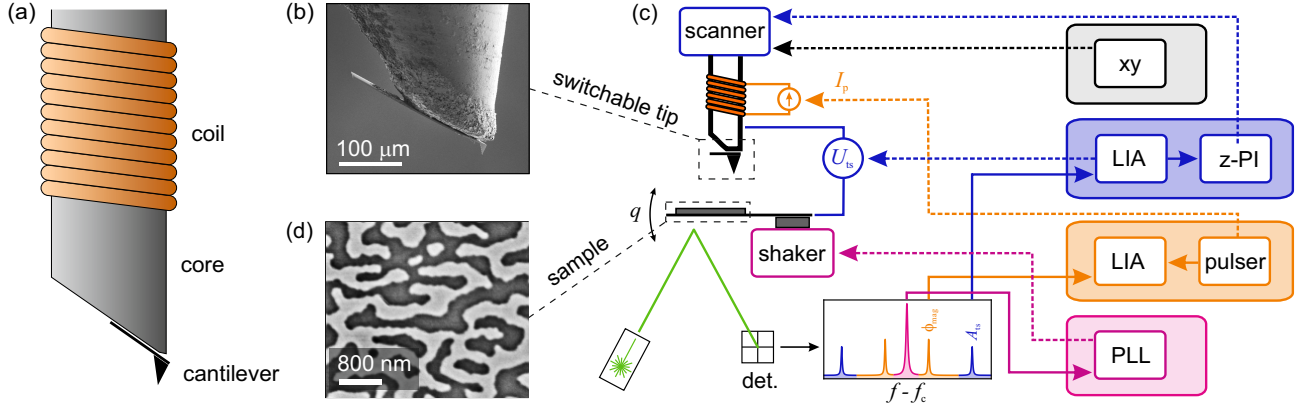 (a)
coil
core
cantilever
(b)
100 μm
switchable tip
(d)
800 nm
sample
(c)
scanner
I_p
U_ts
q
shaker
det.
ϕ_mag
A_ts
f - f_c
xy
LIA
z-PI
LIA
pulser
PLL